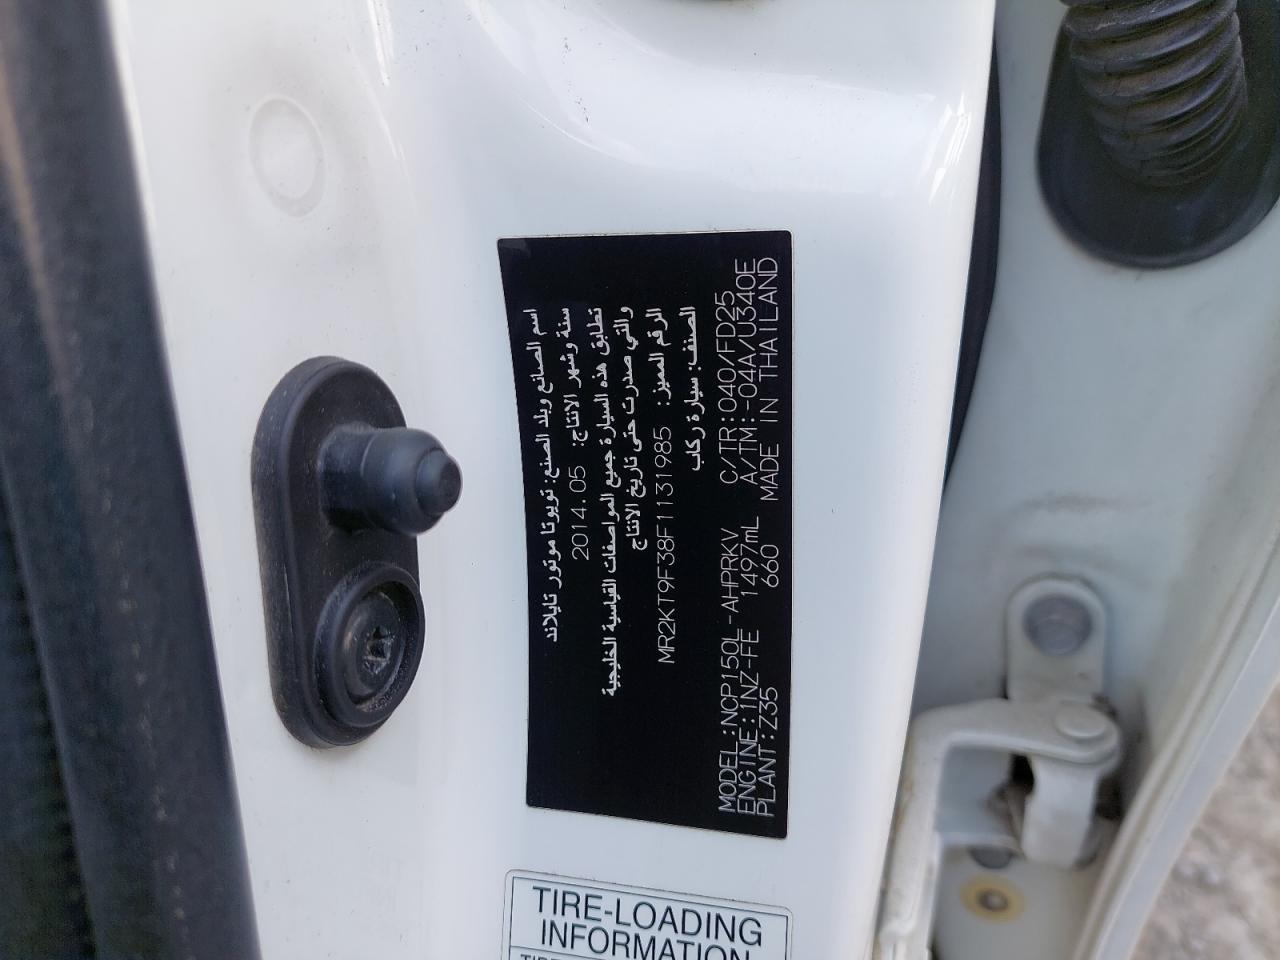 اسم الصانع وبلد الصنع: تويوتا موتور تايلاند
سنة وشهر الانتاج: 2014.05
تطابق هذه السيارة جميع المواصفات القياسية الخليجية
والتي صدرت حتى تاريخ الانتاج
الرقم المميز: MR2KT9F38F1131985
الصنف: سيارة ركاب
MODEL:NCP150L-AHPRKV C/TR:040/FD25
ENGINE:1NZ-FE 1497mL A/TM:-04A/U340E
PLANT:Z35 660 MADE IN THAILAND
TIRE-LOADING
INFORMATION